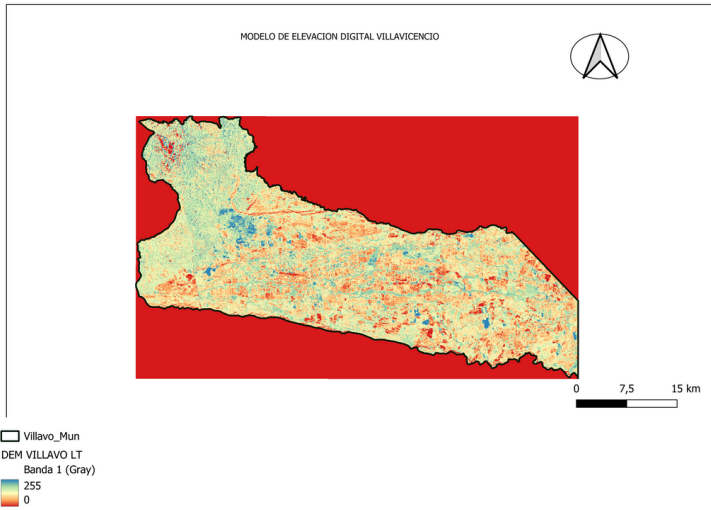 MODELO DE ELEVACION DIGITAL VILLAVICENCIO
0 7,5 15 km
Villavo_Mun
DEM VILLAVO LT
Banda 1 (Gray)
255
0